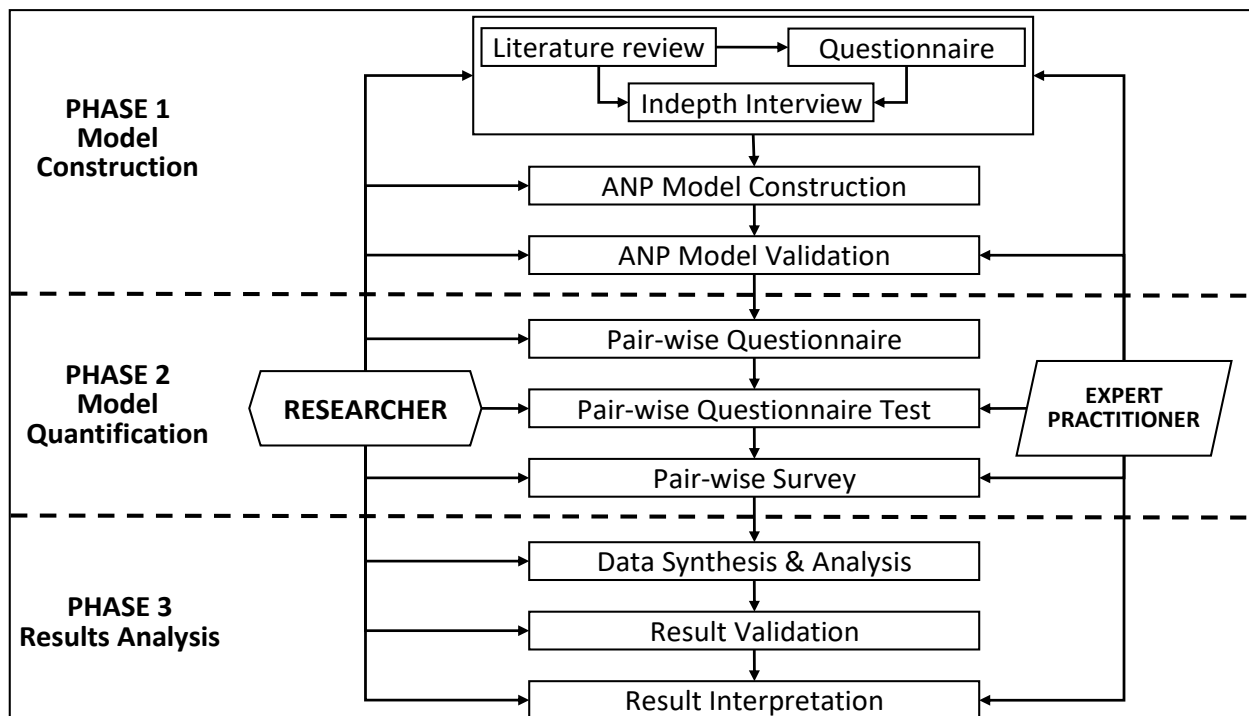 PHASE 1
Model
Construction
Literature review
Questionnaire
Indepth Interview
ANP Model Construction
ANP Model Validation
PHASE 2
Model
Quantification
RESEARCHER
Pair-wise Questionnaire
Pair-wise Questionnaire Test
Pair-wise Survey
EXPERT
PRACTITIONER
PHASE 3
Results Analysis
Data Synthesis & Analysis
Result Validation
Result Interpretation